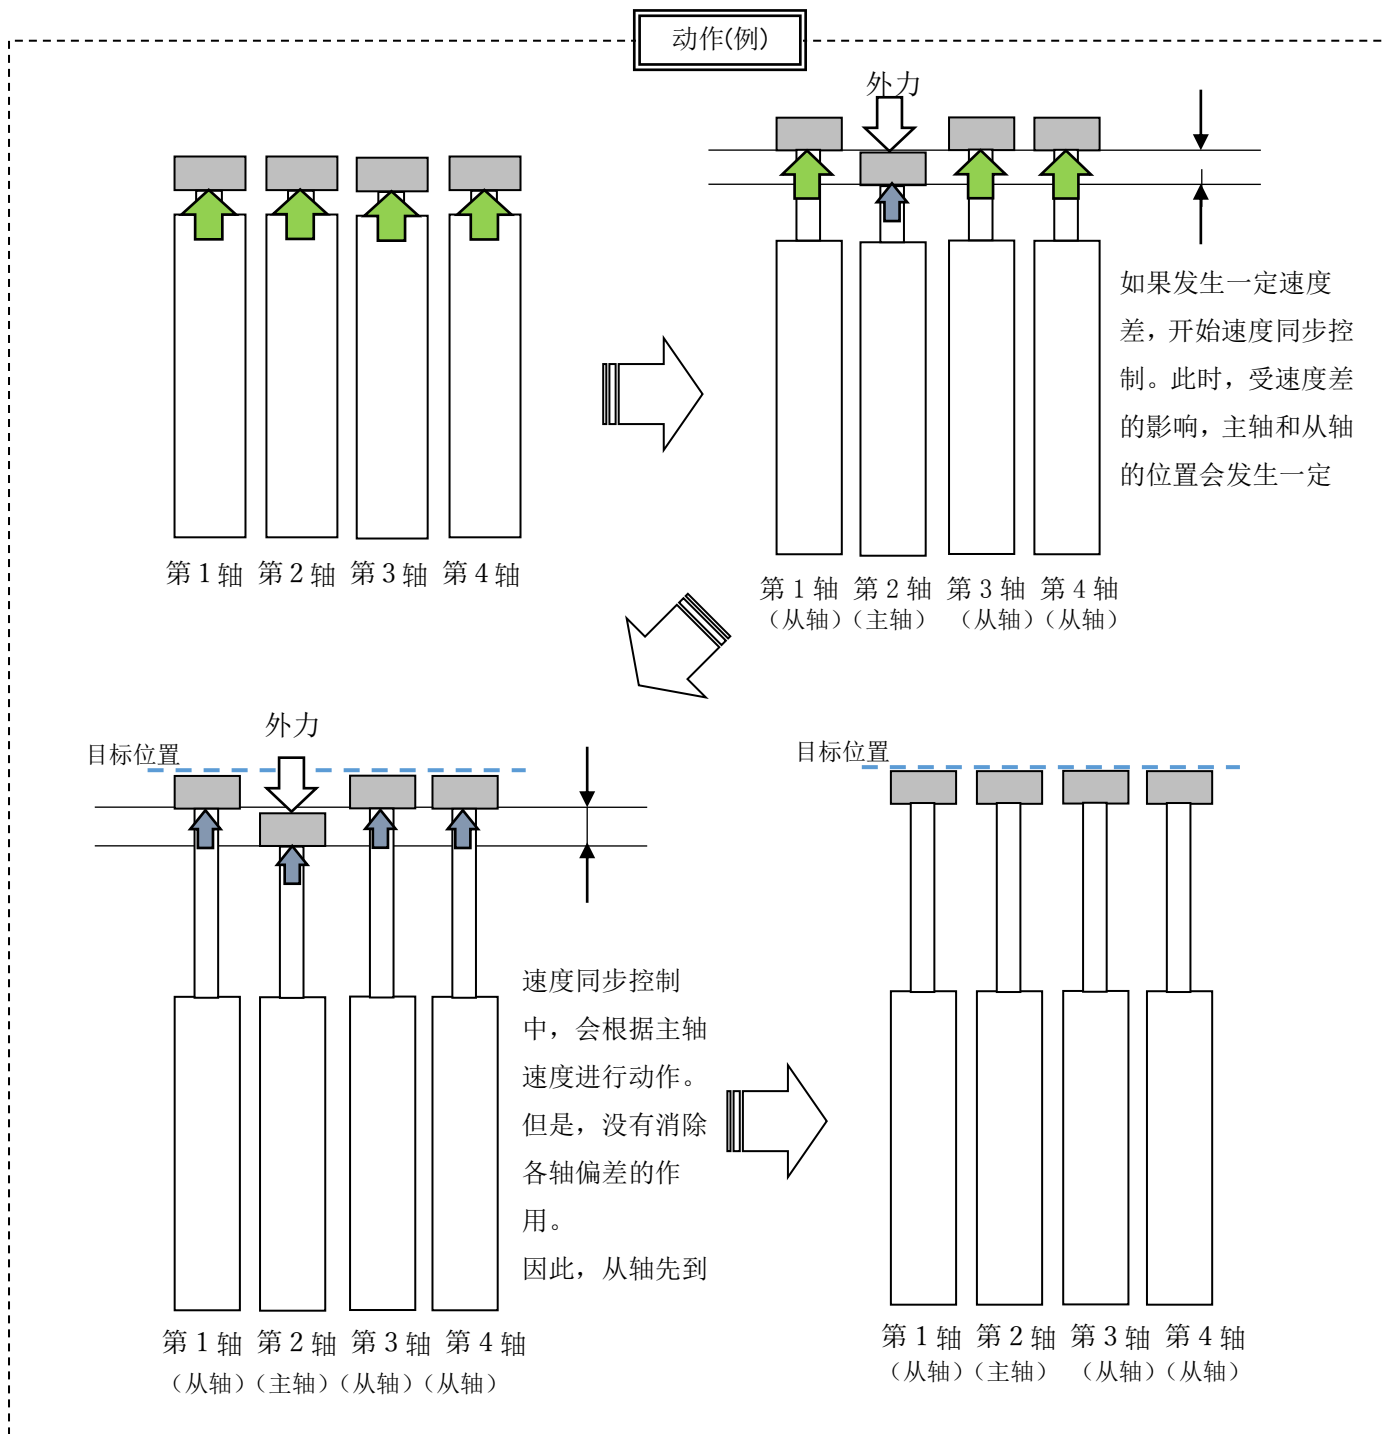 动作(例)
外力
如果发生一定速度
差，开始速度同步控
制。此时，受速度差
的影响，主轴和从轴
的位置会发生一定
第1轴 第2轴 第3轴 第4轴
第1轴 第2轴 第3轴 第4轴
（从轴）（主轴） （从轴）（从轴）
外力
目标位置
速度同步控制
中，会根据主轴
速度进行动作。
但是，没有消除
各轴偏差的作
用。
因此，从轴先到
第1轴 第2轴 第3轴 第4轴
（从轴）（主轴）（从轴）（从轴）
目标位置
第1轴 第2轴 第3轴 第4轴
（从轴）（主轴） （从轴）（从轴）